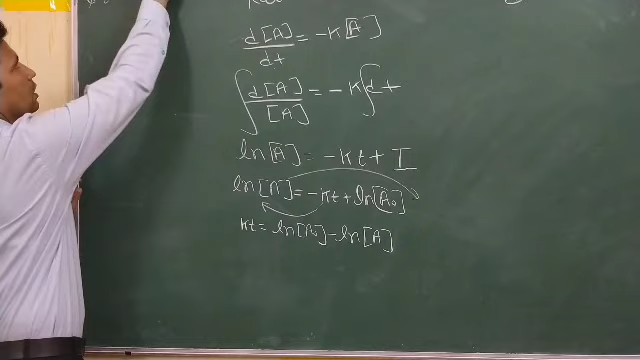 d[A]/dt = -K[A]
∫ d[A]/[A] = -K ∫ dt
ln[A] = -Kt + I
ln[A] = -Kt + ln[A₀]
Kt = ln[A₀] - ln[A]